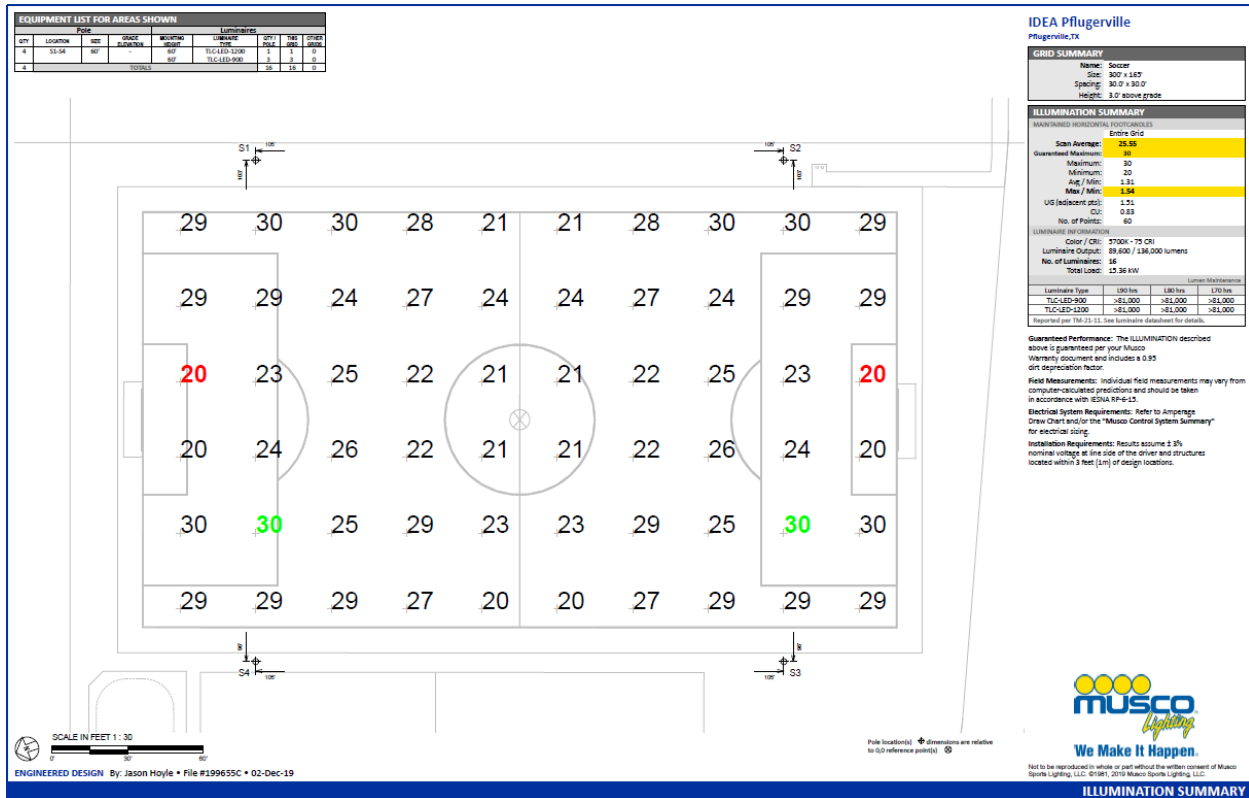 EQUIPMENT LIST FOR AREAS SHOWN
Pole Luminaires
QTY LOCATION SIZE GRADE ELEVATION MOUNTING HEIGHT LUMINAIRE TYPE QTY / POLE THIS GRID OTHER GRIDS
4 S1-S4 60' - 60' TLC-LED-1200 1 1 0
60' TLC-LED-900 3 3 0
4 TOTALS 16 16 0
S1 S2
29 30 30 28 21 21 28 30 30 29
29 29 24 27 24 24 27 24 29 29
20 23 25 22 21 21 22 25 23 20
20 24 26 22 21 21 22 26 24 20
30 30 25 29 23 23 29 25 30 30
29 29 29 27 20 20 27 29 29 29
S4 S3
SCALE IN FEET 1 : 30
0' 30' 60'
Pole location(s) dimensions are relative
to 0,0 reference point(s)
ENGINEERED DESIGN By: Jason Hoyle • File #199655C • 02-Dec-19
IDEA Pflugerville
Pflugerville,TX
GRID SUMMARY
Name: Soccer
Size: 300' x 165'
Spacing: 30.0' x 30.0'
Height: 3.0' above grade
ILLUMINATION SUMMARY
MAINTAINED HORIZONTAL FOOTCANDLES
Entire Grid
Scan Average: 25.55
Guaranteed Maximum: 30
Maximum: 30
Minimum: 20
Avg / Min: 1.31
Max / Min: 1.54
UG (adjacent pts): 1.51
CU: 0.83
No. of Points: 60
LUMINAIRE INFORMATION
Color / CRI: 5700K - 75 CRI
Luminaire Output: 89,600 / 136,000 lumens
No. of Luminaires: 16
Total Load: 15.36 kW
Lumen Maintenance
Luminaire Type L90 hrs L80 hrs L70 hrs
TLC-LED-900 >81,000 >81,000 >81,000
TLC-LED-1200 >81,000 >81,000 >81,000
Reported per TM-21-11. See luminaire datasheet for details.
Guaranteed Performance: The ILLUMINATION described
above is guaranteed per your Musco
Warranty document and includes a 0.95
dirt depreciation factor.
Field Measurements: Individual field measurements may vary from
computer-calculated predictions and should be taken
in accordance with IESNA RP-6-15.
Electrical System Requirements: Refer to Amperage
Draw Chart and/or the "Musco Control System Summary"
for electrical sizing.
Installation Requirements: Results assume ± 3%
nominal voltage at line side of the driver and structures
located within 3 feet (1m) of design locations.
musco
Lighting
We Make It Happen.
Not to be reproduced in whole or part without the written consent of Musco
Sports Lighting, LLC. ©1981, 2019 Musco Sports Lighting, LLC.
ILLUMINATION SUMMARY